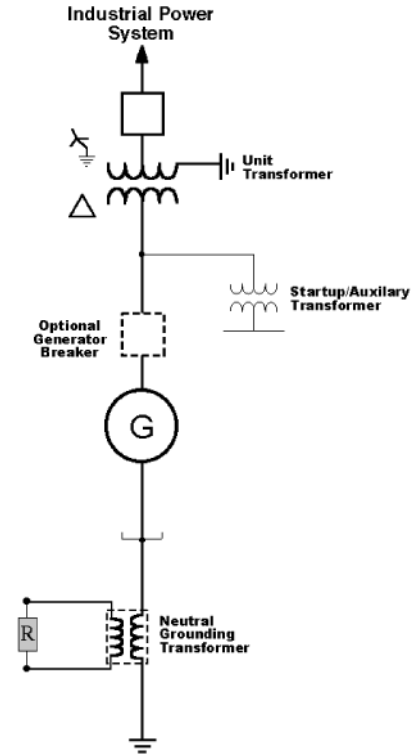 Industrial Power
System
Unit
Transformer
Startup/Auxilary
Transformer
Optional
Generator
Breaker
G
Neutral
Grounding
Transformer
R